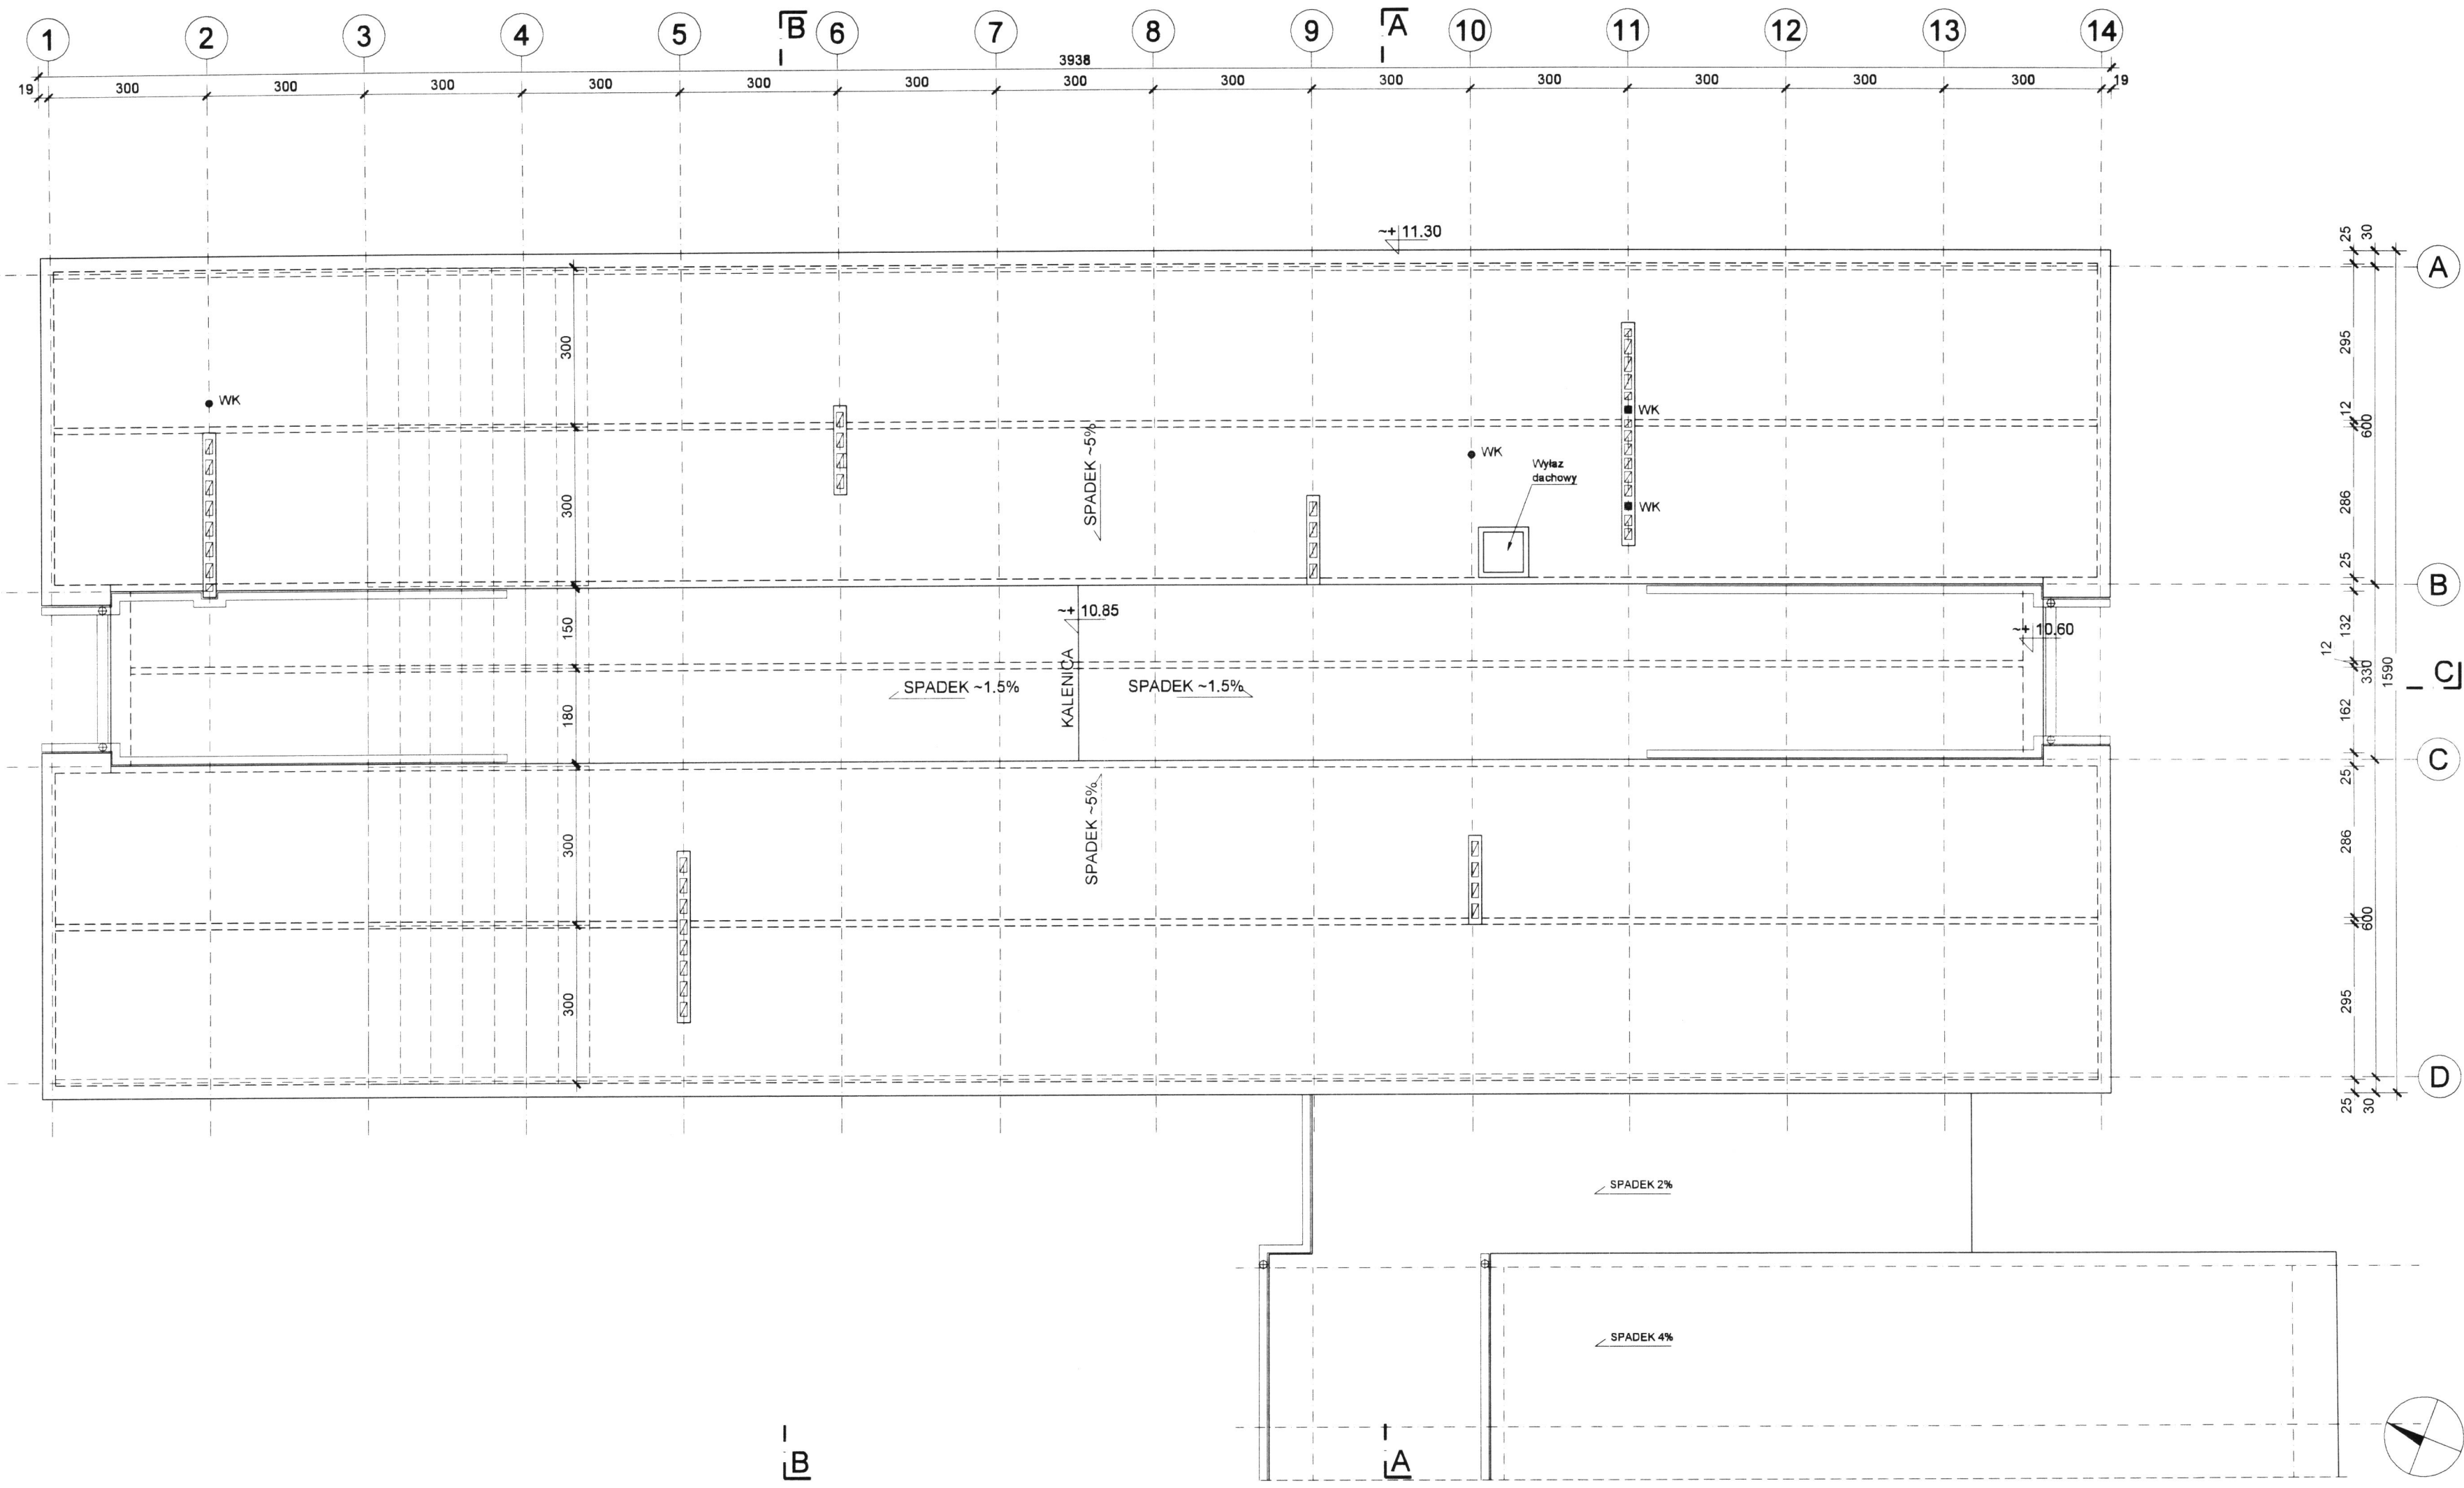 1 2 3 4 5 B 6 7 8 9 A 10 11 12 13 14
3938
19 300 300 300 300 300 300 300 300 300 300 300 300 300 19
~+ 11.30
25 30
A
300
295
WK
WK
12
600
SPADEK ~5%
WK
Wyłaz
dachowy
300
286
WK
25
B
~+ 10.85
150
132
~+ 10.60
12
330
1590
C
KALENICA
SPADEK ~1.5%
SPADEK ~1.5%
180
162
C
25
SPADEK ~5%
300
286
600
300
295
D
25 30
SPADEK 2%
SPADEK 4%
B A